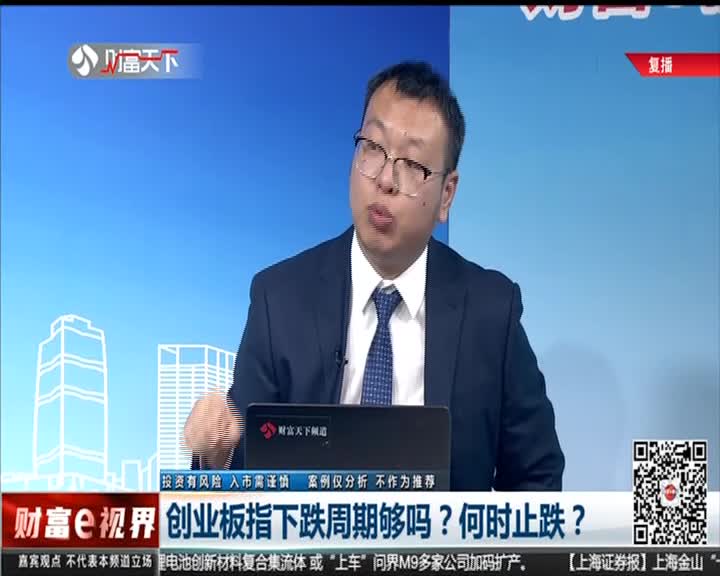 财富天下
复播
财富天下频道
投资有风险 入市需谨慎 案例仅分析 不作为推荐
财富e视界
创业板指下跌周期够吗？何时止跌？
嘉宾观点 不代表本频道立场
锂电池创新材料复合集流体 或“上车”问界M9多家公司加码扩产。 【上海证券报】上海金山“